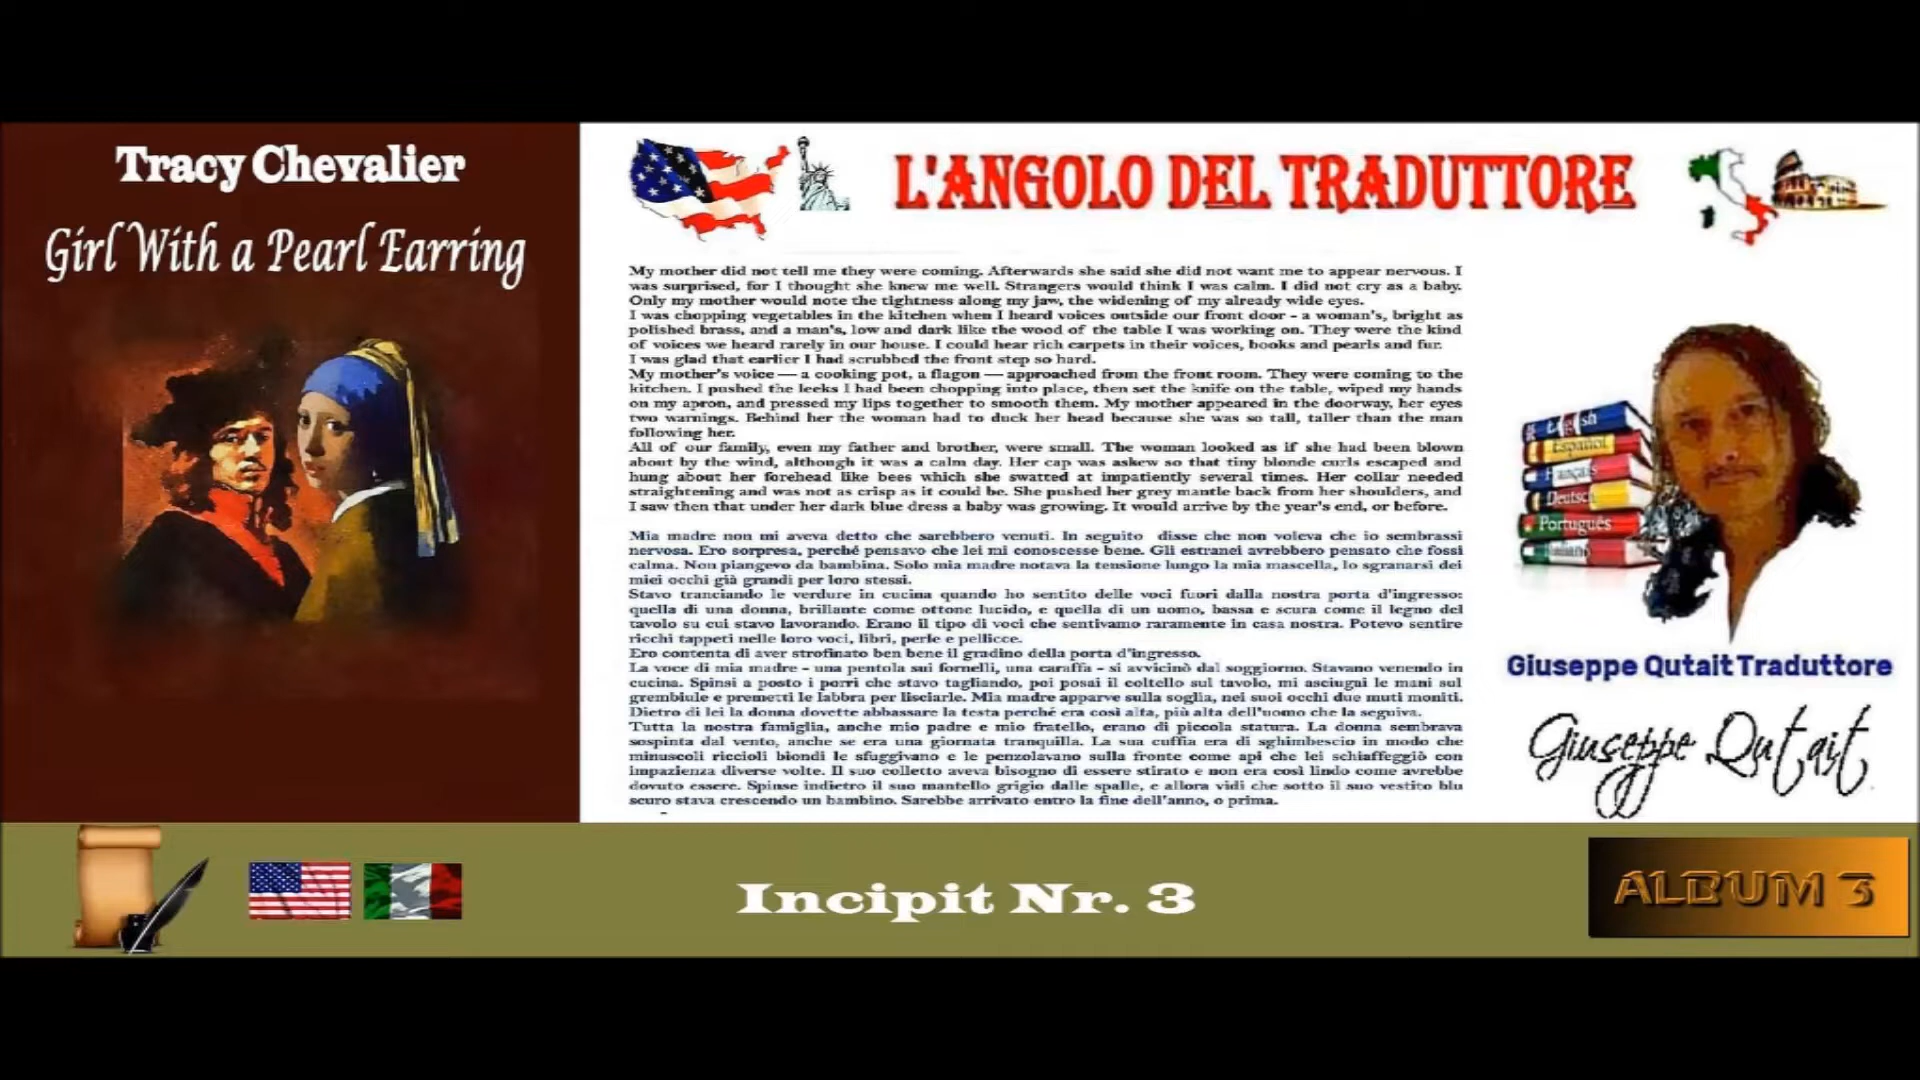 Tracy Chevalier
Girl With a Pearl Earring
L'ANGOLO DEL TRADUTTORE
My mother did not tell me they were coming. Afterwards she said she did not want me to appear nervous. I
was surprised, for I thought she knew me well. Strangers would think I was calm. I did not cry as a baby.
Only my mother would note the tightness along my jaw, the widening of my already wide eyes.
I was chopping vegetables in the kitchen when I heard voices outside our front door - a woman's, bright as
polished brass, and a man's, low and dark like the wood of the table I was working on. They were the kind
of voices we heard rarely in our house. I could hear rich carpets in their voices, books and pearls and fur.
I was glad that earlier I had scrubbed the front step so hard.
My mother's voice — a cooking pot, a flagon — approached from the front room. They were coming to the
kitchen. I pushed the leeks I had been chopping into place, then set the knife on the table, wiped my hands
on my apron, and pressed my lips together to smooth them. My mother appeared in the doorway, her eyes
two warnings. Behind her the woman had to duck her head because she was so tall, taller than the man
following her.
All of our family, even my father and brother, were small. The woman looked as if she had been blown
about by the wind, although it was a calm day. Her cap was askew so that tiny blonde curls escaped and
hung about her forehead like bees which she swatted at impatiently several times. Her collar needed
straightening and was not as crisp as it could be. She pushed her grey mantle back from her shoulders, and
I saw then that under her dark blue dress a baby was growing. It would arrive by the year's end, or before.
Mia madre non mi aveva detto che sarebbero venuti. In seguito disse che non voleva che io sembrassi
nervosa. Ero sorpresa, perché pensavo che lei mi conoscesse bene. Gli estranei avrebbero pensato che fossi
calma. Non piangevo da bambina. Solo mia madre notava la tensione lungo la mia mascella, lo sgranarsi dei
miei occhi già grandi per loro stessi.
Stavo tranciando le verdure in cucina quando ho sentito delle voci fuori dalla nostra porta d'ingresso:
quella di una donna, brillante come ottone lucido, e quella di un uomo, bassa e scura come il legno del
tavolo su cui stavo lavorando. Erano il tipo di voci che sentivamo raramente in casa nostra. Potevo sentire
ricchi tappeti nelle loro voci, libri, perle e pellicce.
Ero contenta di aver strofinato ben bene il gradino della porta d'ingresso.
La voce di mia madre - una pentola sui fornelli, una caraffa - si avvicinò dal soggiorno. Stavano venendo in
cucina. Spinsi a posto i porri che stavo tagliando, poi posai il coltello sul tavolo, mi asciugai le mani sul
grembiule e premetti le labbra per lisciarle. Mia madre apparve sulla soglia, nei suoi occhi due muti moniti.
Dietro di lei la donna dovette abbassare la testa perché era così alta, più alta dell'uomo che la seguiva.
Tutta la nostra famiglia, anche mio padre e mio fratello, erano di piccola statura. La donna sembrava
sospinta dal vento, anche se era una giornata tranquilla. La sua cuffia era di sghimbescio in modo che
minuscoli riccioli biondi le sfuggivano e le penzolavano sulla fronte come api che lei schiaffeggiò con
impazienza diverse volte. Il suo colletto aveva bisogno di essere stirato e non era così lindo come avrebbe
dovuto essere. Spinse indietro il suo mantello grigio dalle spalle, e allora vidi che sotto il suo vestito blu
scuro stava crescendo un bambino. Sarebbe arrivato entro la fine dell'anno, o prima.
English
Español
Français
Deutsch
Português
Giuseppe Qutait Traduttore
Giuseppe Qutait
Incipit Nr. 3
ALBUM 3